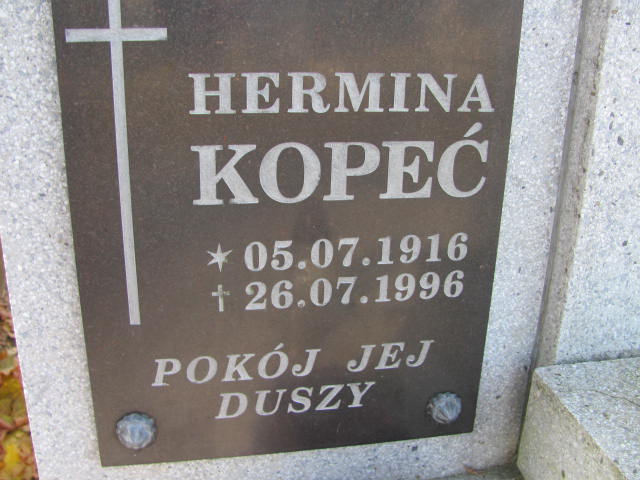 HERMINA
KOPEĆ
✶ 05.07.1916
✝ 26.07.1996
POKÓJ JEJ
DUSZY